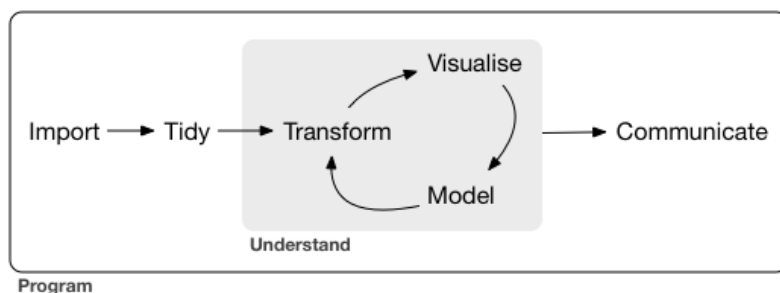 Visualise
Import
Tidy
Transform
Communicate
Model
Understand
Program